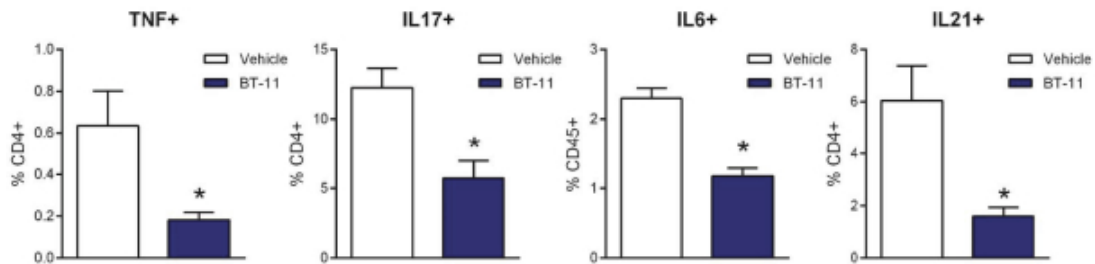 TNF+
% CD4+
1.0
0.8
0.6
0.4
0.2
0.0
Vehicle
BT-11
*
IL17+
% CD4+
15
10
5
0
Vehicle
BT-11
*
IL6+
% CD45+
3
2
1
0
Vehicle
BT-11
*
IL21+
% CD4+
8
6
4
2
0
Vehicle
BT-11
*